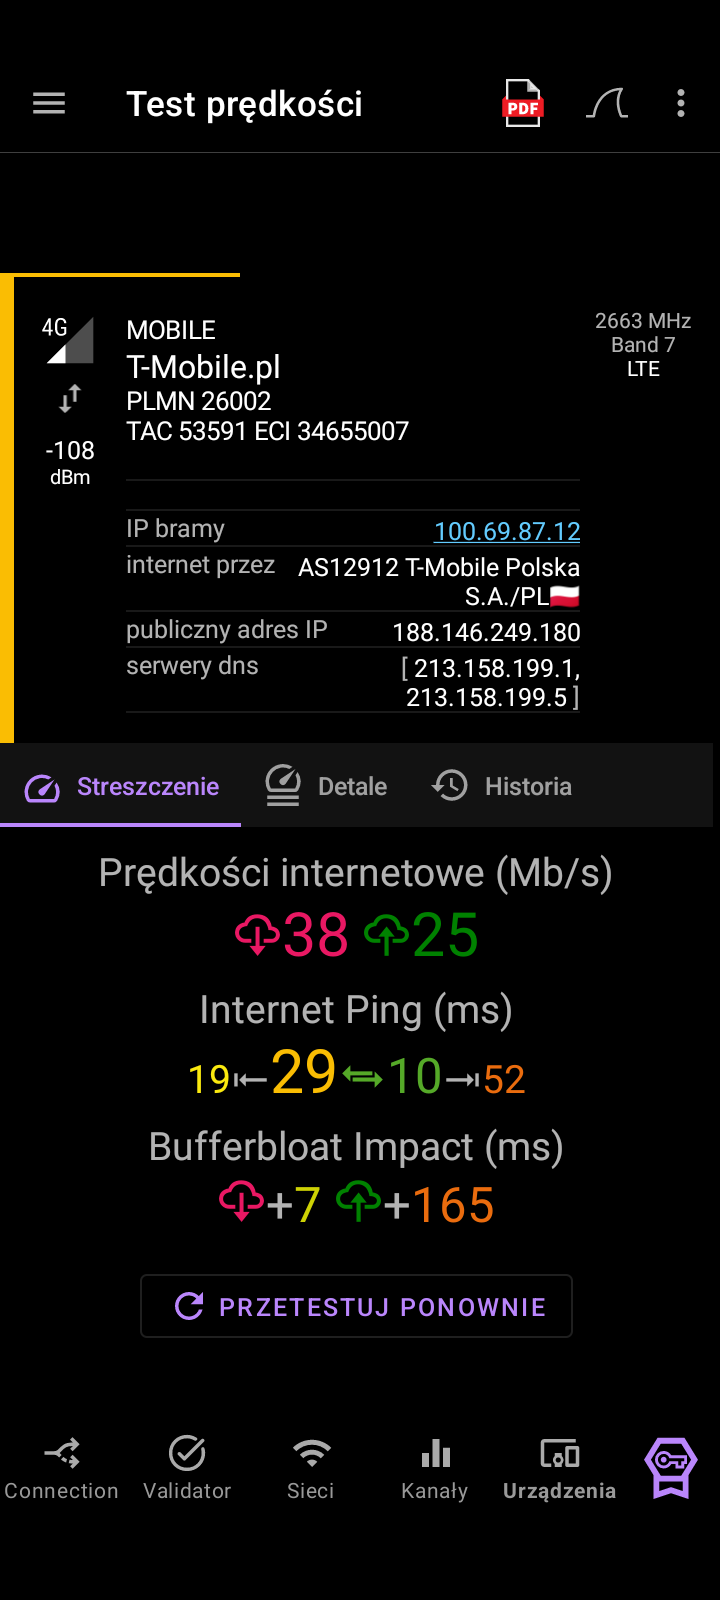 Test prędkości
PDF
4G
MOBILE
T-Mobile.pl
PLMN 26002
TAC 53591 ECI 34655007
2663 MHz
Band 7
LTE
-108
dBm
IP bramy 100.69.87.12
internet przez AS12912 T-Mobile Polska
S.A./PL🇵🇱
publiczny adres IP 188.146.249.180
serwery dns [ 213.158.199.1,
213.158.199.5 ]
Streszczenie Detale Historia
Prędkości internetowe (Mb/s)
38 25
Internet Ping (ms)
19 29 10 52
Bufferbloat Impact (ms)
+7 +165
PRZETESTUJ PONOWNIE
Connection Validator Sieci Kanały Urządzenia